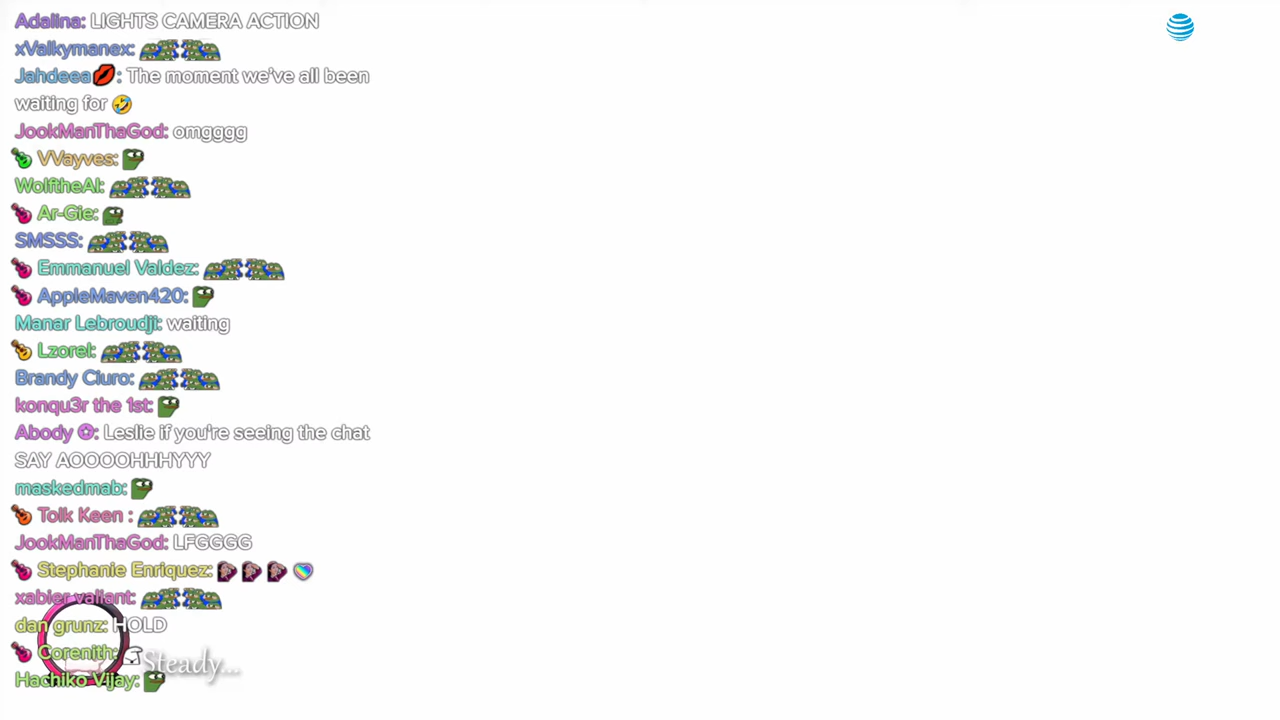 Adalina: LIGHTS CAMERA ACTION
xValkymanex:
Jahdeea💋: The moment we've all been
waiting for 🤣
JookManThaGod: omgggg
VVayves:
WolftheAI:
Ar-Gie:
SMSSS:
Emmanuel Valdez:
AppleMaven420:
Manar Lebroudji: waiting
Lzorel:
Brandy Ciuro:
konqu3r the 1st:
Abody ✪: Leslie if you're seeing the chat
SAY AOOOOHHHYYY
maskedmab:
Tolk Keen :
JookManThaGod: LFGGGG
Stephanie Enriquez:
xabier valiant:
dan grunz: HOLD
Corenith:
Steady...
Hachiko Vijay: